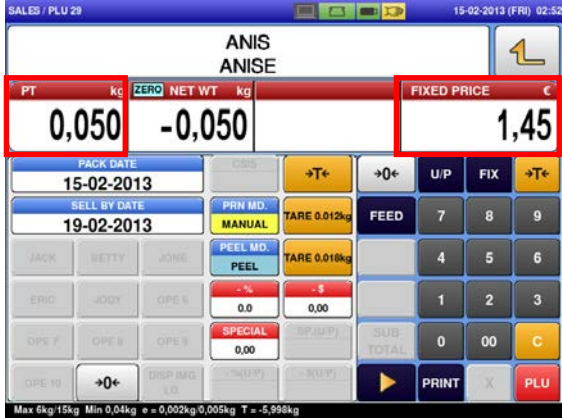 SALES / PLU 29
15-02-2013 (FRI) 02:52
ANIS
ANISE
PT kg
ZERO NET WT kg
FIXED PRICE €
0,050
-0,050
1,45
PACK DATE
15-02-2013
CSIS
→T←
→0←
U/P
FIX
→T←
SELL BY DATE
19-02-2013
PRN MD.
MANUAL
TARE 0.012kg
FEED
7
8
9
JACK
BETTY
JONE
PEEL MD.
PEEL
TARE 0.018kg
4
5
6
ERIC
JODY
OPE 6
- %
0.0
- $
0,00
1
2
3
OPE 7
OPE 8
OPE 9
SPECIAL
0,00
SP.(U/P)
SUB
TOTAL
0
00
C
OPE 10
→0←
DISP IMG
- %(U/P)
- $(U/P)
PRINT
X
PLU
Max 6kg/15kg Min 0,04kg e = 0,002kg/0,005kg T = -5,998kg